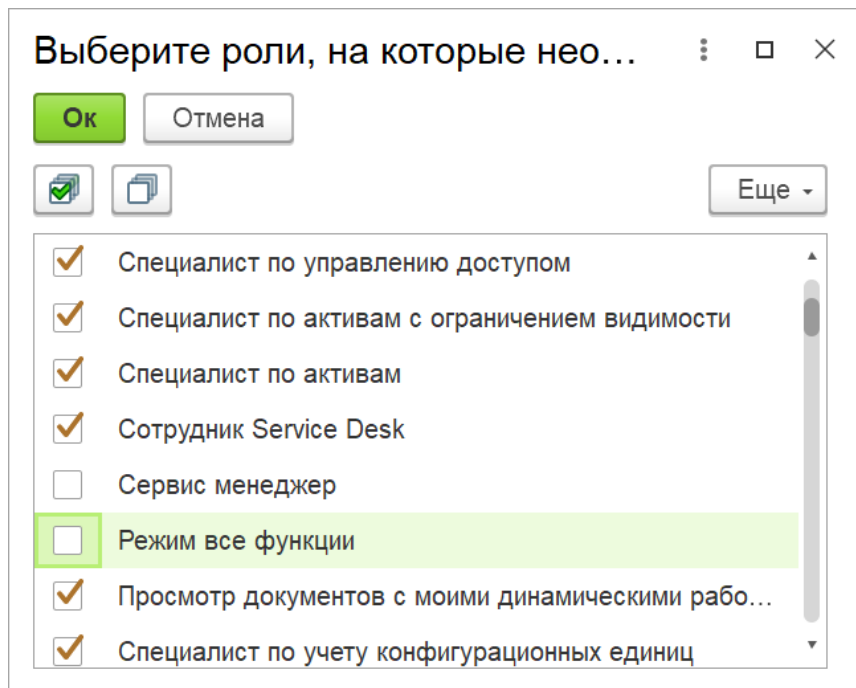 Выберите роли, на которые нео...
Ок
Отмена
Еще
Специалист по управлению доступом
Специалист по активам с ограничением видимости
Специалист по активам
Сотрудник Service Desk
Сервис менеджер
Режим все функции
Просмотр документов с моими динамическими рабо...
Специалист по учету конфигурационных единиц